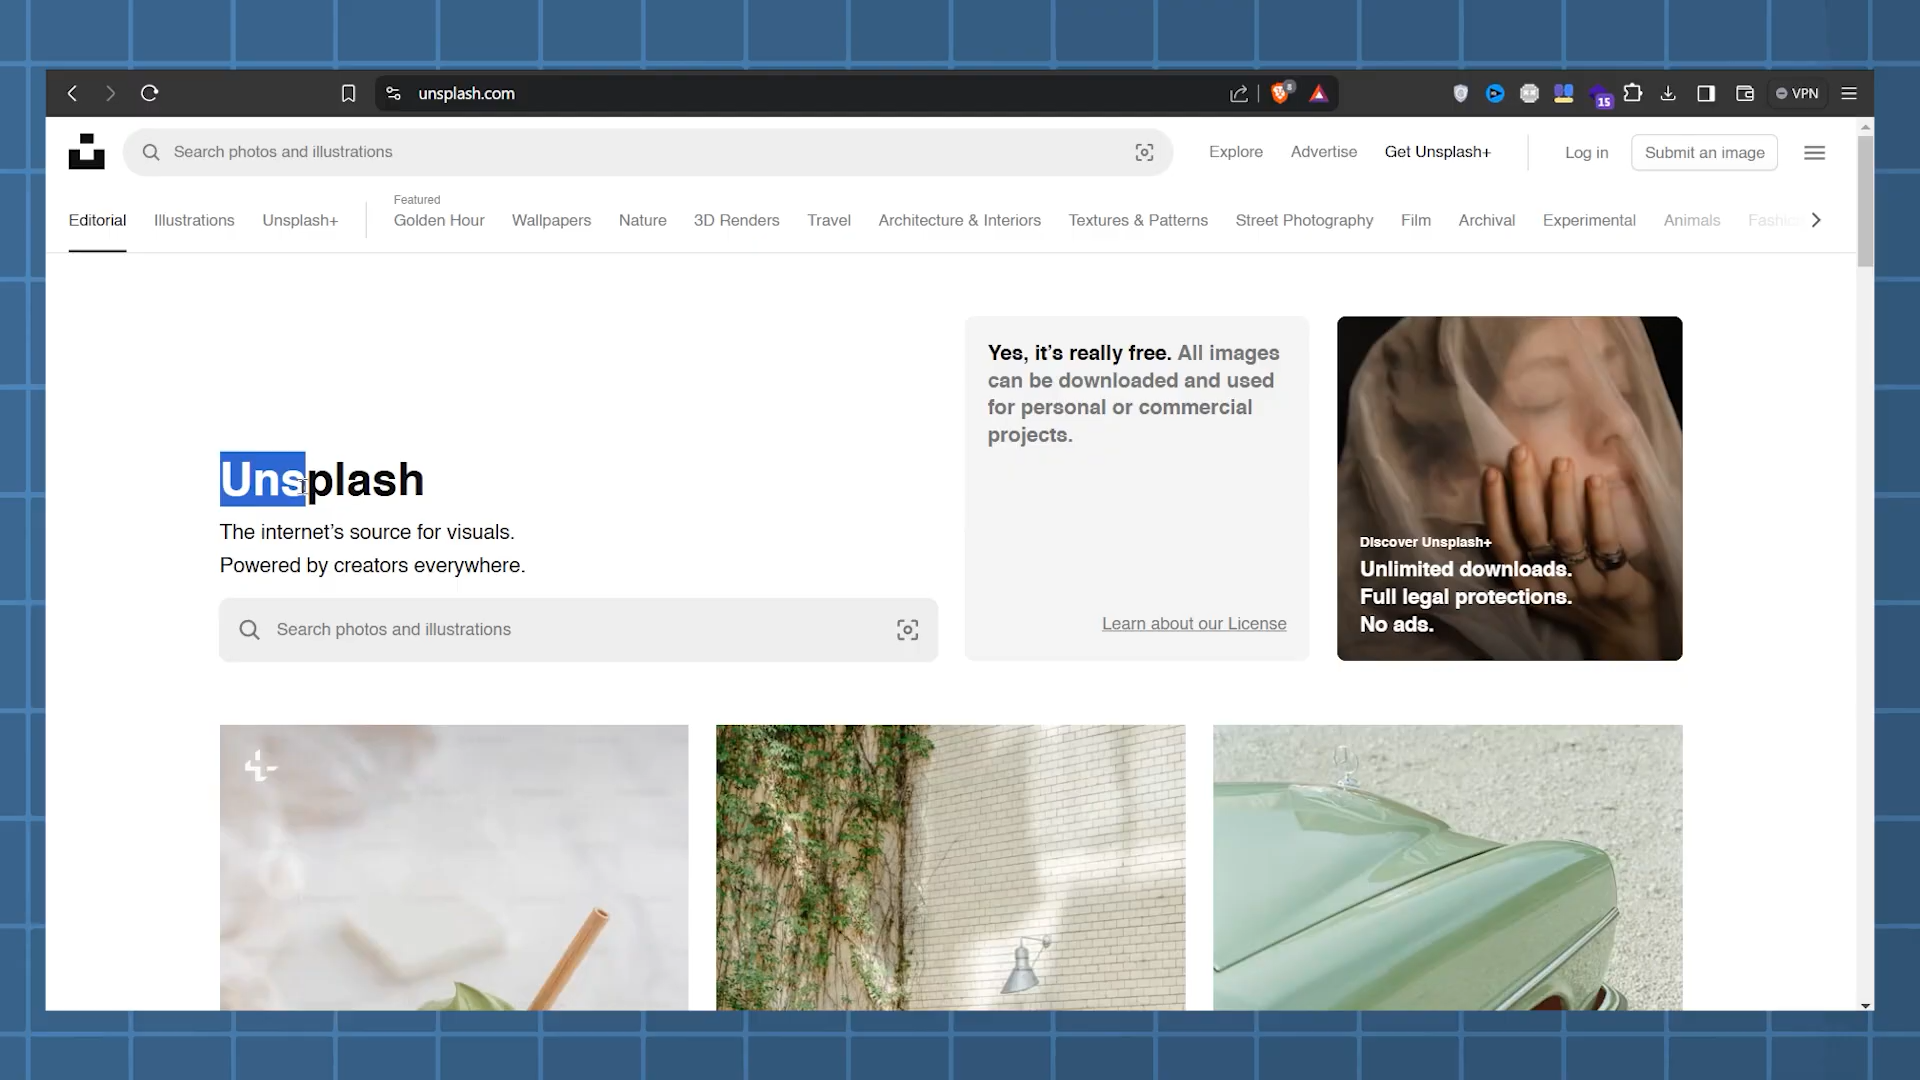 unsplash.com
8
15
VPN
Search photos and illustrations
Explore
Advertise
Get Unsplash+
Log in
Submit an image
Editorial
Illustrations
Unsplash+
Featured
Golden Hour
Wallpapers
Nature
3D Renders
Travel
Architecture & Interiors
Textures & Patterns
Street Photography
Film
Archival
Experimental
Animals
Yes, it’s really free. All images
can be downloaded and used
for personal or commercial
projects.
Learn about our License
Discover Unsplash+
Unlimited downloads.
Full legal protections.
No ads.
Unsplash
The internet’s source for visuals.
Powered by creators everywhere.
Search photos and illustrations